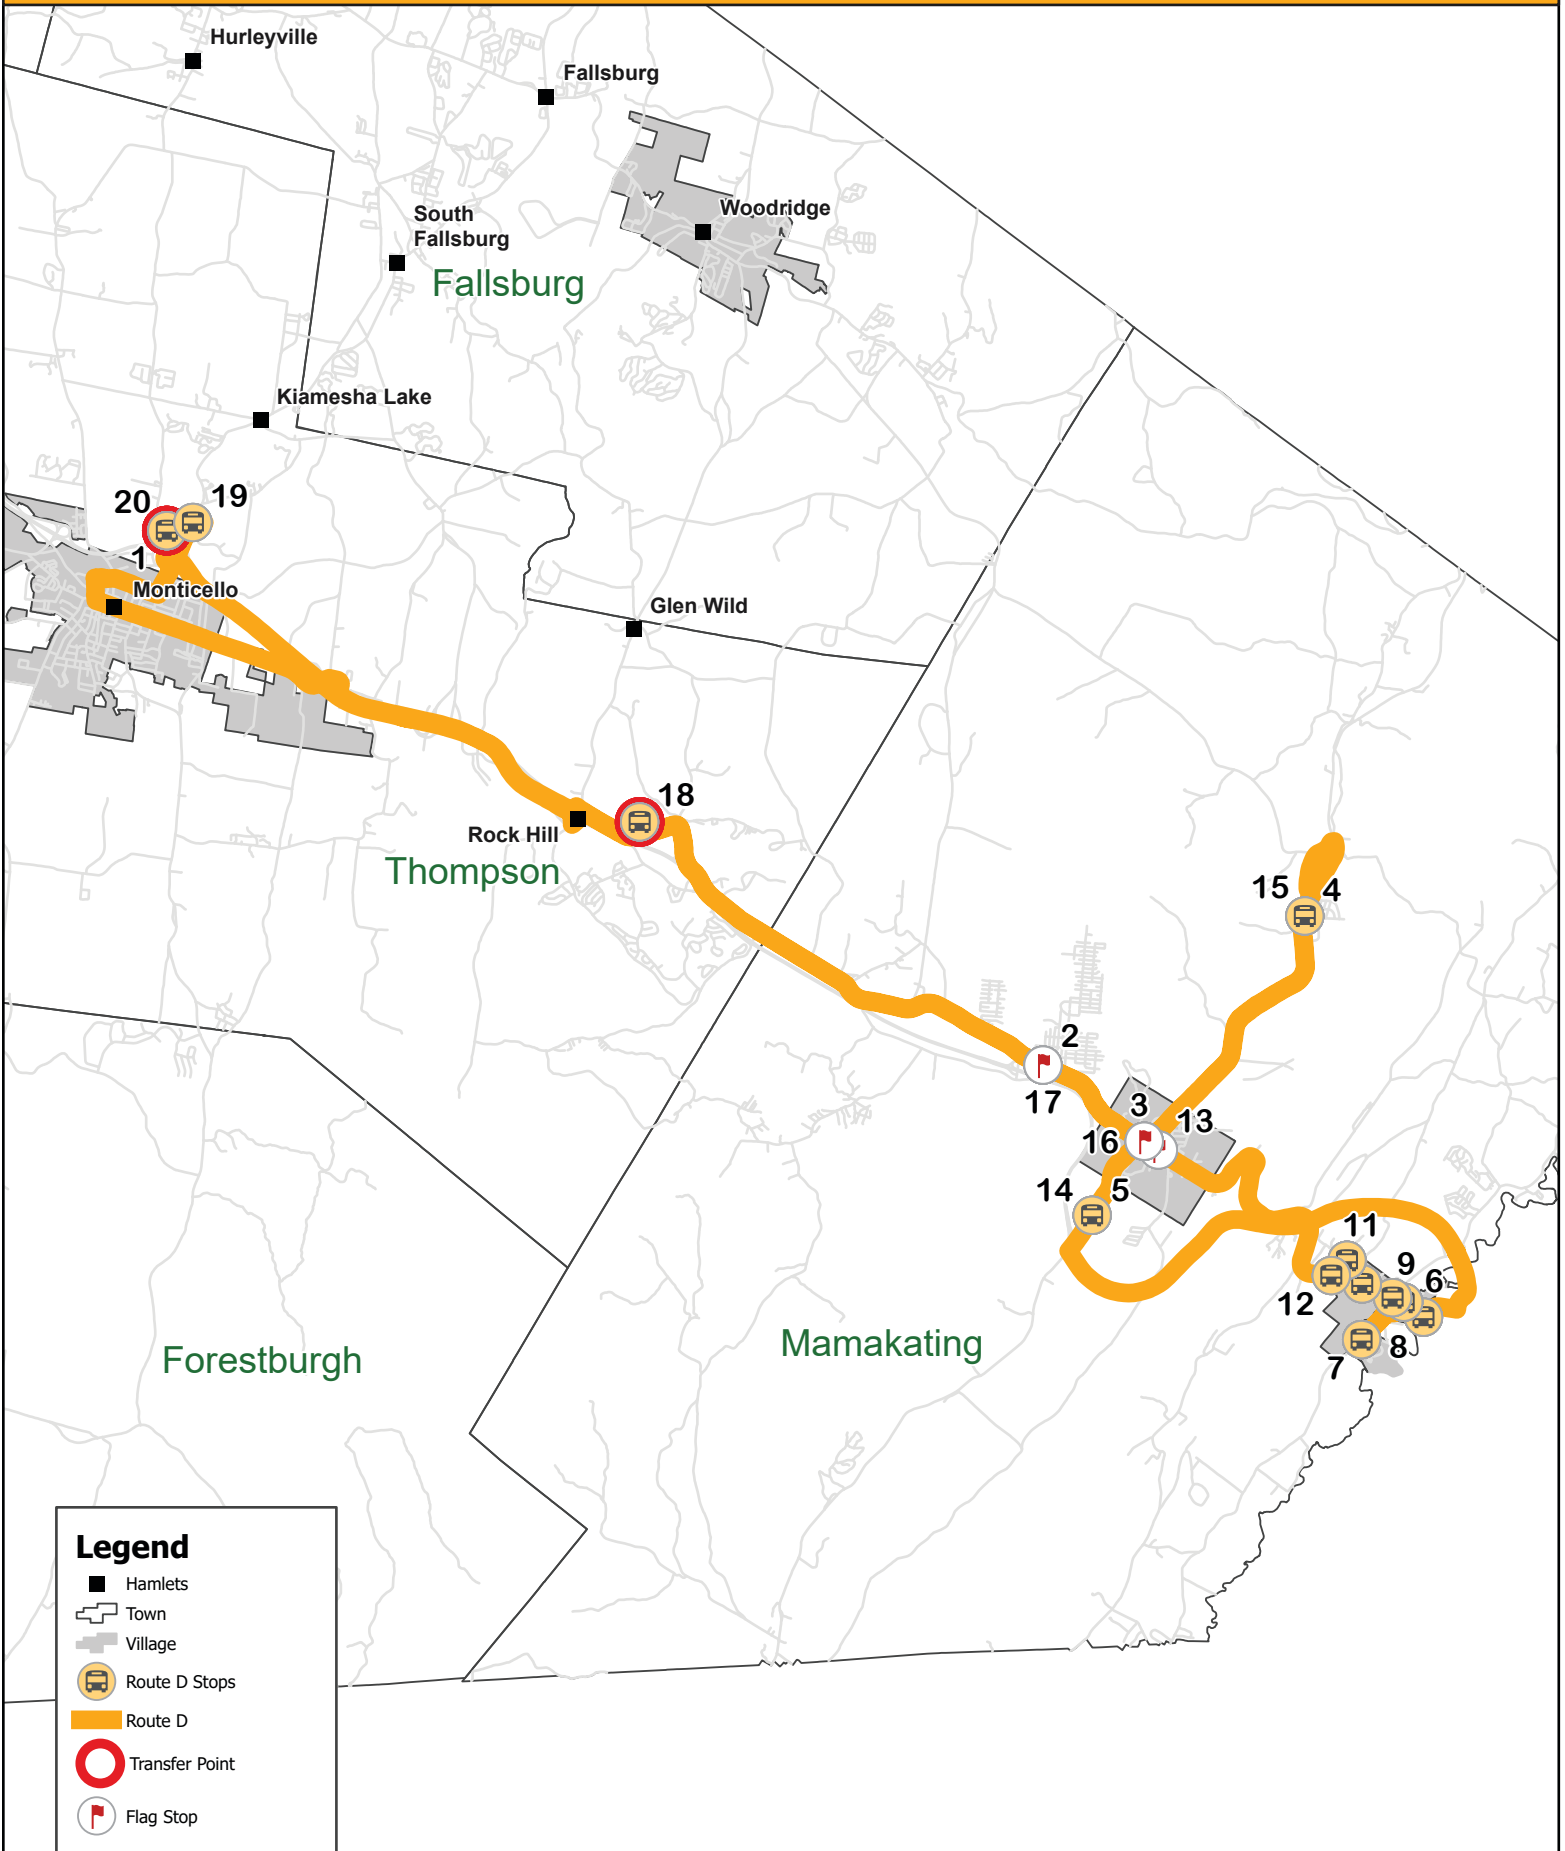 Hurleyville
Fallsburg
Woodridge
South
Fallsburg
Fallsburg
Kiamesha Lake
20
19
1
Monticello
Glen Wild
18
Rock Hill
Thompson
15
4
2
17
3
13
16
14
5
11
9
6
12
8
7
Mamakating
Forestburgh
Legend
Hamlets
Town
Village
Route D Stops
Route D
Transfer Point
Flag Stop